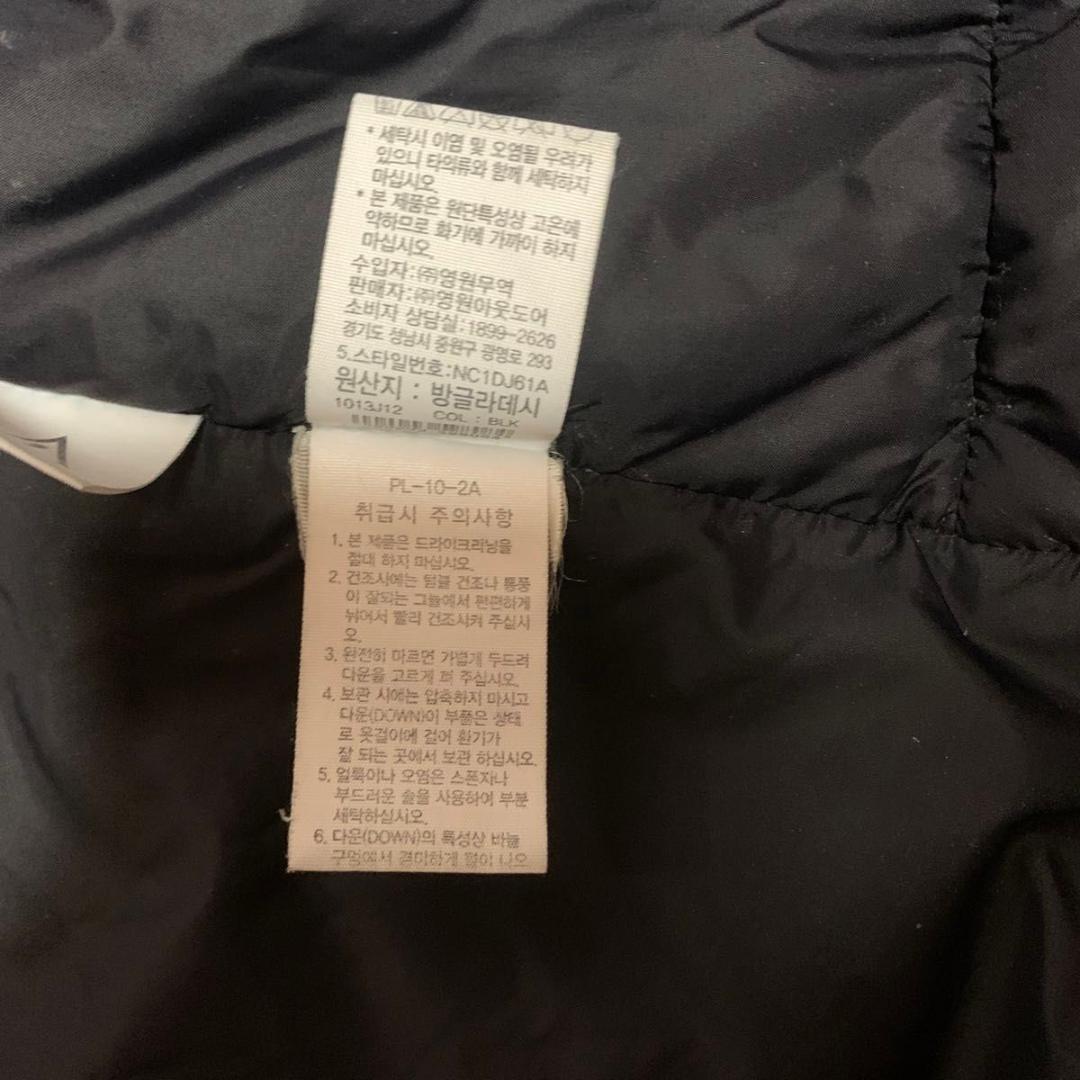 * 세탁시 이염 및 오염될 우려가
있으니 타의류와 함께 세탁하지
마십시오.
* 본 제품은 원단특성상 고온에
약하므로 화기에 가까이 하지
마십시오.
수입자:㈜영원무역
판매자:㈜영원아웃도어
소비자 상담실:1899-2626
경기도 성남시 중원구 광명로 293
5.스타일번호:NC1DJ61A
원산지 : 방글라데시
1013J12 COL : BLK
PL-10-2A
취급시 주의사항
1. 본 제품은 드라이크리닝을
절대 하지 마십시오.
2. 건조시에는 텀블 건조나 통풍
이 잘되는 그늘에서 편편하게
뉘어서 빨리 건조시켜 주십시
오.
3. 완전히 마르면 가볍게 두드려
다운을 고르게 펴 주십시오.
4. 보관 시에는 압축하지 마시고
다운(DOWN)이 부풀은 상태
로 옷걸이에 걸어 환기가
잘 되는 곳에서 보관 하십시오.
5. 얼룩이나 오염은 스폰지나
부드러운 솔을 사용하여 부분
세탁하십시오.
6. 다운(DOWN)의 특성상 바늘
구멍에서 경미하게 털이 나오